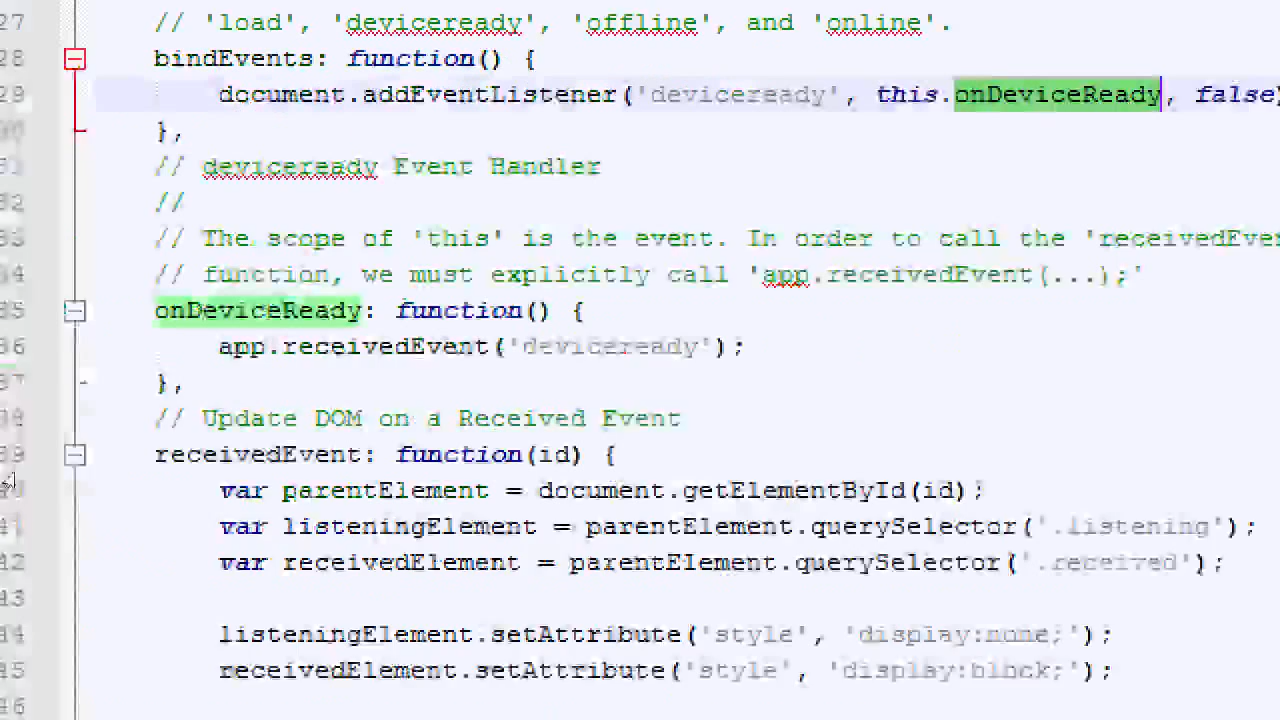 27 // 'load', 'deviceready', 'offline', and 'online'.
28 bindEvents: function() {
29 document.addEventListener('deviceready', this.onDeviceReady, false)
30 },
31 // deviceready Event Handler
32 //
33 // The scope of 'this' is the event. In order to call the 'receivedEven
34 // function, we must explicitly call 'app.receivedEvent(...);'
35 onDeviceReady: function() {
36 app.receivedEvent('deviceready');
37 },
38 // Update DOM on a Received Event
39 receivedEvent: function(id) {
40 var parentElement = document.getElementById(id);
41 var listeningElement = parentElement.querySelector('.listening');
42 var receivedElement = parentElement.querySelector('.received');
43
44 listeningElement.setAttribute('style', 'display:none;');
45 receivedElement.setAttribute('style', 'display:block;');
46